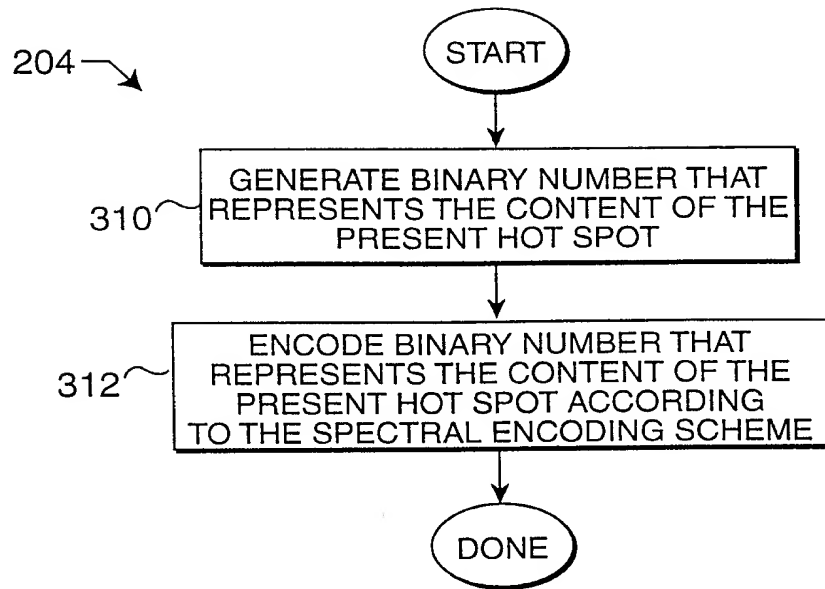 START
204
GENERATE BINARY NUMBER THAT
REPRESENTS THE CONTENT OF THE
PRESENT HOT SPOT.
310
ENCODE BINARY NUMBER THAT
REPRESENTS THE CONTENT OF THE
PRESENT HOT SPOT ACCORDING
TO THE SPECTRAL ENCODING SCHEME
312
DONE